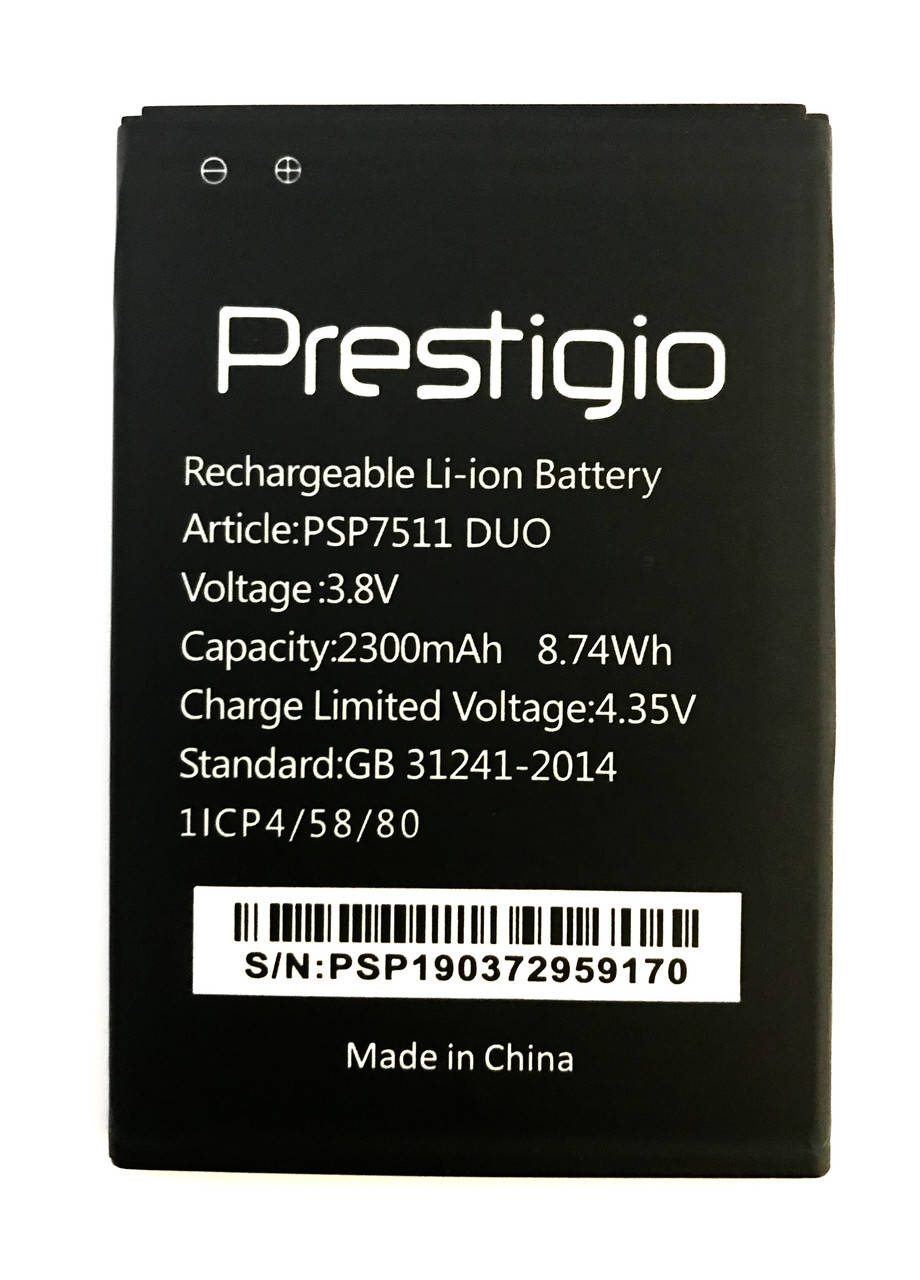 Prestigio
Rechargeable Li-ion Battery
Article:PSP7511 DUO
Voltage:3.8V
Capacity:2300mAh 8.74Wh
Charge Limited Voltage:4.35V
Standard:GB 31241-2014
1ICP4/58/80
S/N:PSP190372959170
Made in China